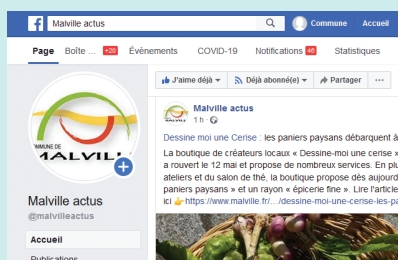 Malville actus
Commune Accueil
Page Boîte ... +20 Évènements COVID-19 Notifications 46 Statistiques
J'aime déjà Déjà abonné(e) Partager ...
COMMUNE DE
MALVILLE
Malville actus
@malvilleactus
Accueil
Publications
Malville actus
1 h ·
Dessine moi une Cerise : les paniers paysans débarquent à
La boutique de créateurs locaux « Dessine-moi une cerise »
a rouvert le 12 mai et propose de nombreux services. En plu
ateliers et du salon de thé, la boutique propose dès aujourd
paniers paysans » et un rayon « épicerie fine ». Lire l'article
ici https://www.malville.fr/.../dessine-moi-une-cerise-les-pa